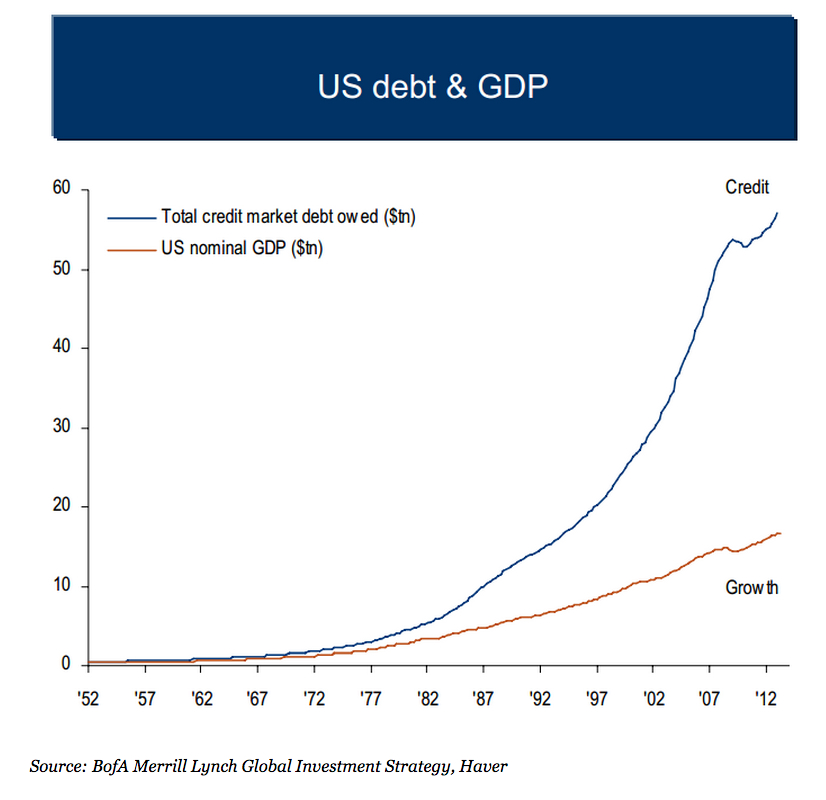 US debt & GDP
60
Credit
Total credit market debt owed ($tn)
US nominal GDP ($tn)
50
40
30
20
10
Growth
0
'52 '57 '62 '67 '72 '77 '82 '87 '92 '97 '02 '07 '12
Source: BofA Merrill Lynch Global Investment Strategy, Haver